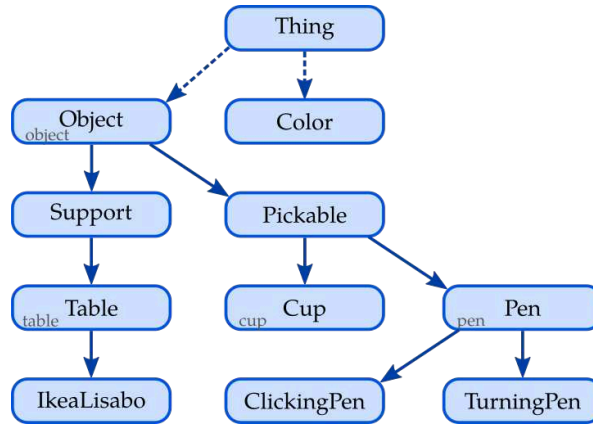 Thing
Object
object
Color
Support
Pickable
Table
table
Cup
cup
Pen
pen
IkeaLisabo
ClickingPen
TurningPen